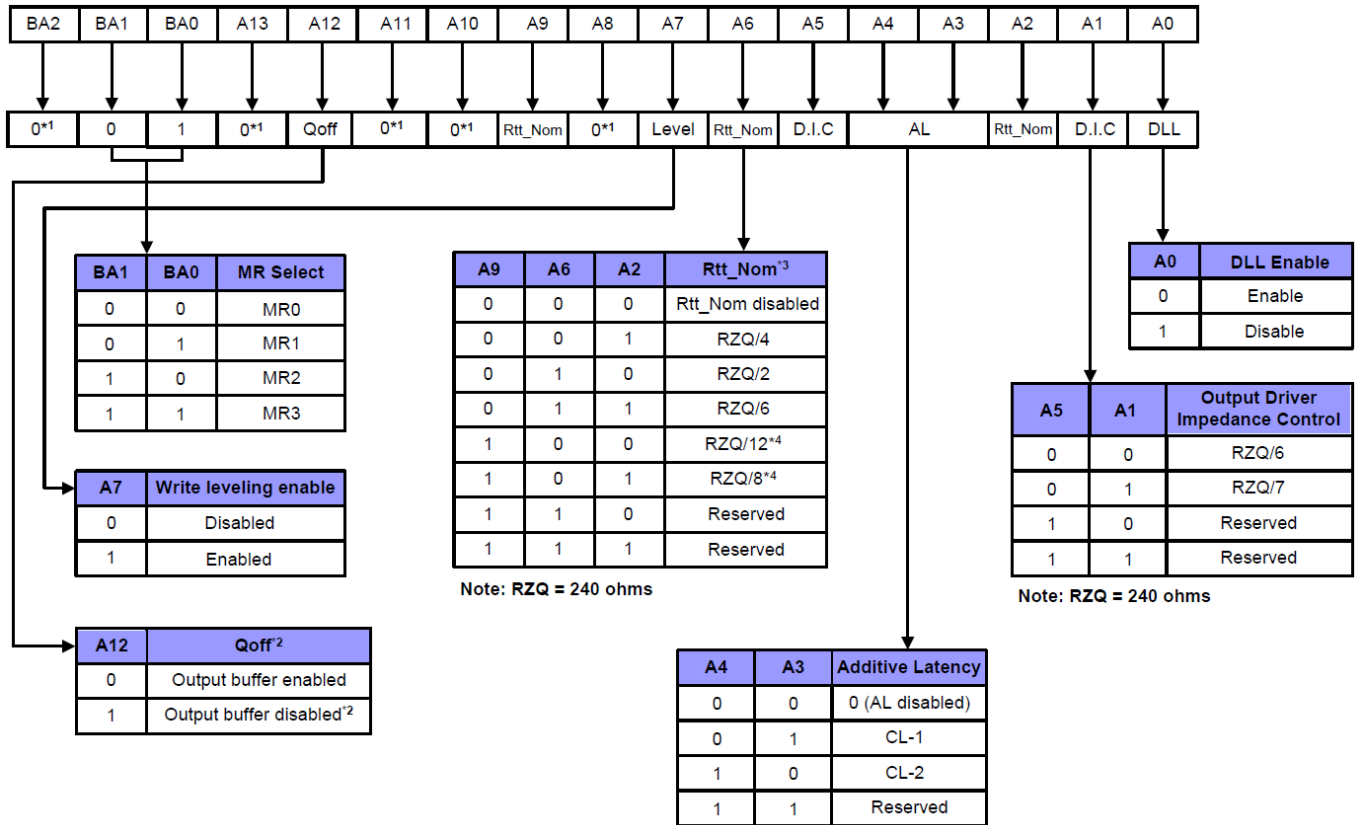 BA2 BA1 BA0 A13 A12 A11 A10 A9 A8 A7 A6 A5 A4 A3 A2 A1 A0
0*1 0 1 0*1 Qoff 0*1 0*1 Rtt_Nom 0*1 Level Rtt_Nom D.I.C AL Rtt_Nom D.I.C DLL
BA1 BA0 MR Select
0 0 MR0
0 1 MR1
1 0 MR2
1 1 MR3
A7 Write leveling enable
0 Disabled
1 Enabled
A12 Qoff*2
0 Output buffer enabled
1 Output buffer disabled*2
A9 A6 A2 Rtt_Nom*3
0 0 0 Rtt_Nom disabled
0 0 1 RZQ/4
0 1 0 RZQ/2
0 1 1 RZQ/6
1 0 0 RZQ/12*4
1 0 1 RZQ/8*4
1 1 0 Reserved
1 1 1 Reserved
Note: RZQ = 240 ohms
A4 A3 Additive Latency
0 0 0 (AL disabled)
0 1 CL-1
1 0 CL-2
1 1 Reserved
A0 DLL Enable
0 Enable
1 Disable
A5 A1 Output Driver
Impedance Control
0 0 RZQ/6
0 1 RZQ/7
1 0 Reserved
1 1 Reserved
Note: RZQ = 240 ohms